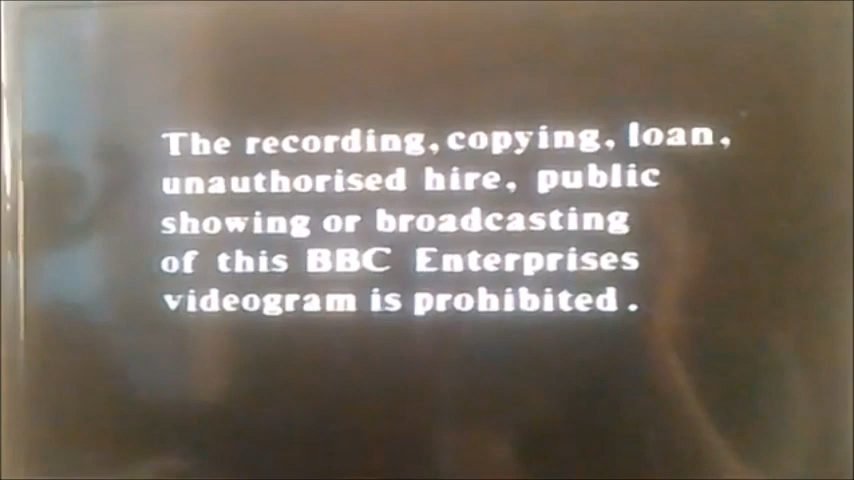 The recording, copying, loan,
unauthorised hire, public
showing or broadcasting
of this BBC Enterprises
videogram is prohibited.